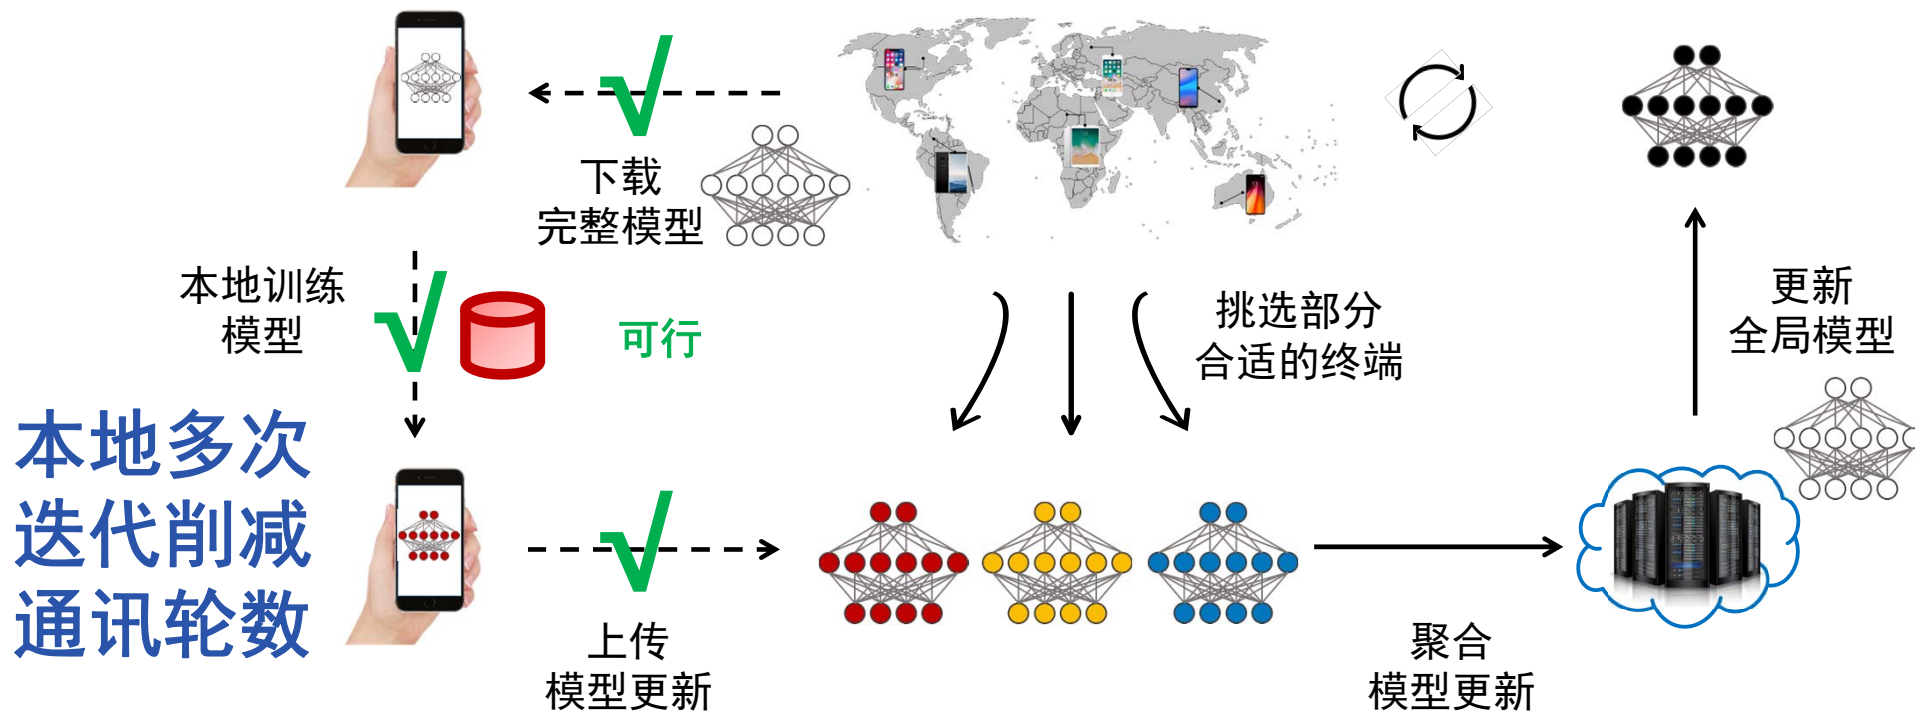 下载
完整模型
本地训练
模型
可行
挑选部分
合适的终端
更新
全局模型
本地多次
迭代削减
通讯轮数
上传
模型更新
聚合
模型更新